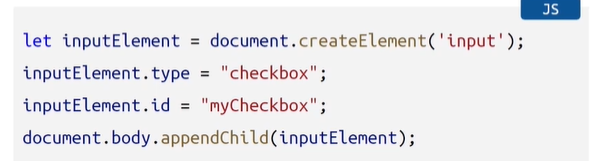 JS
let inputElement = document.createElement('input');
inputElement.type = "checkbox";
inputElement.id = "myCheckbox";
document.body.appendChild(inputElement);